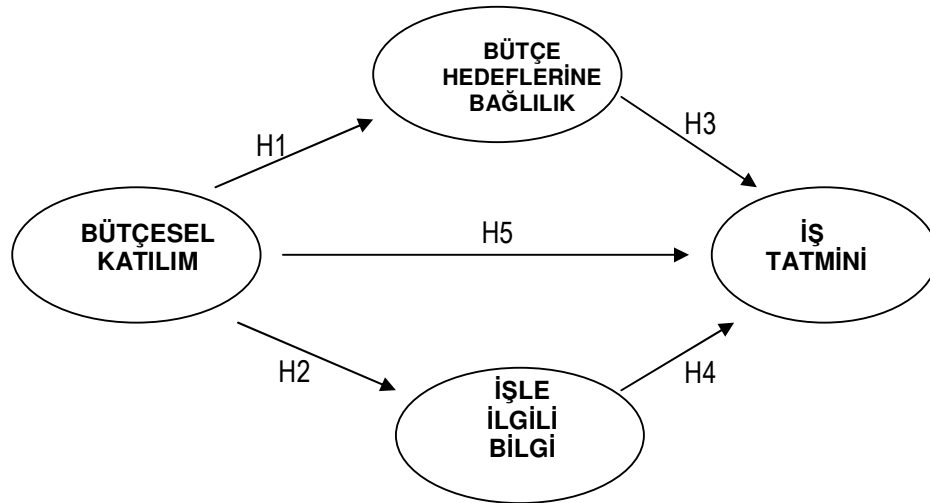 BÜTÇE
HEDEFLERİNE
BAĞLILIK
H1
H3
BÜTÇESEL
KATILIM
H5
İŞ
TATMİNİ
H2
H4
İŞLE
İLGİLİ
BİLGİ